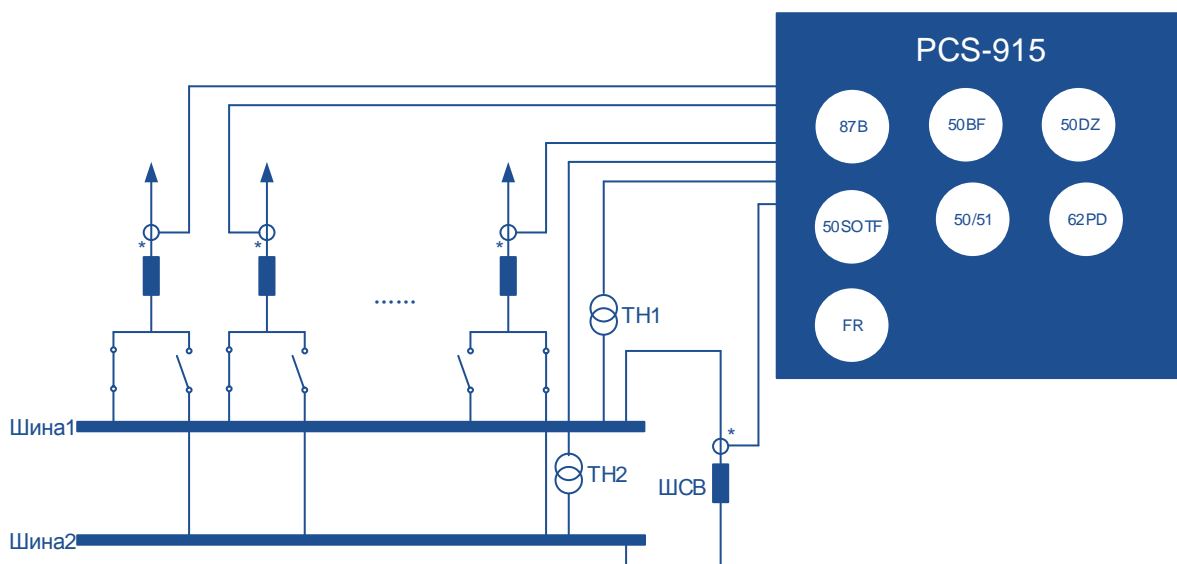 PCS-915
87B
50BF
50DZ
50SOTF
50/51
62PD
FR
*
*
*
......
ТН1
Шина1
*
ТН2
ШСВ
Шина2